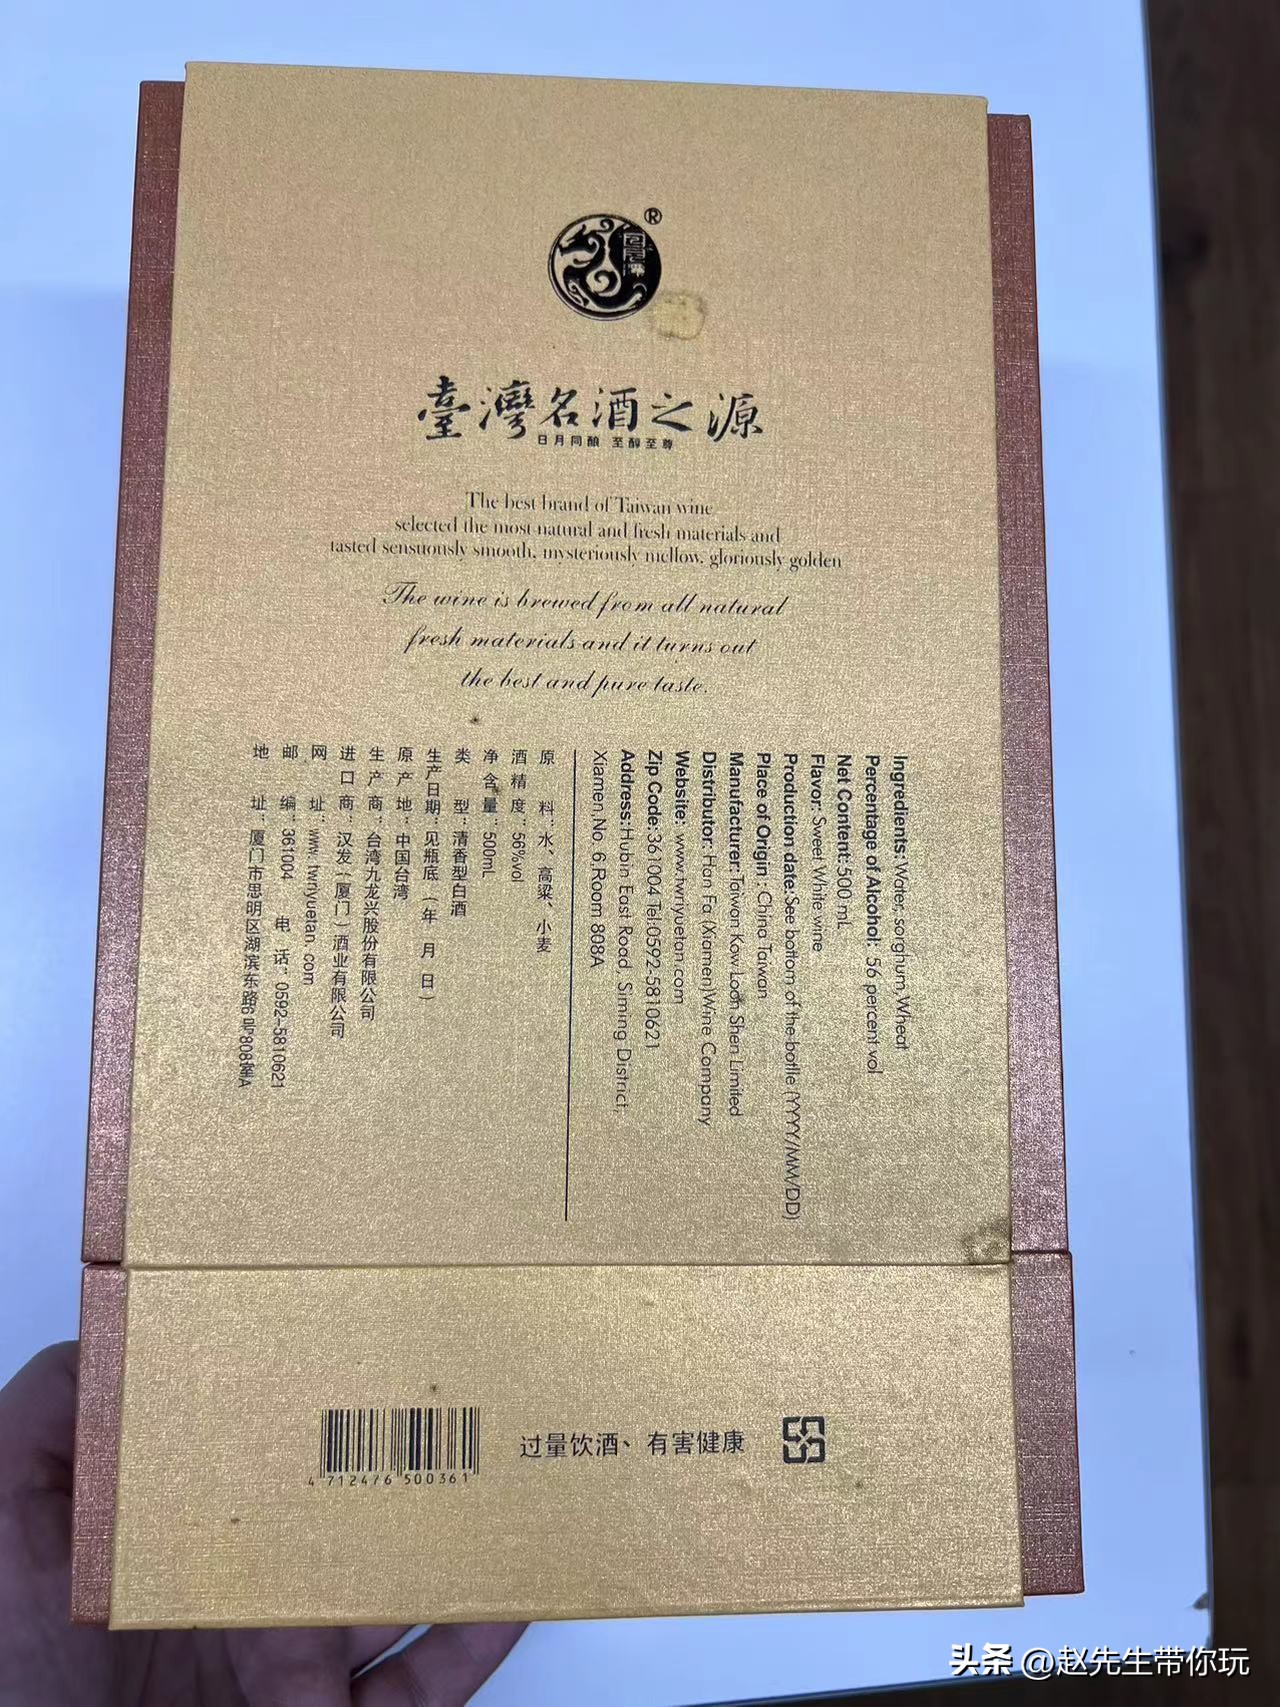 ®
臺灣名酒之源
日月同酿 至醇至尊
The best brand of Taiwan wine
selected the most natural and fresh materials and
tasted sensuously smooth, mysteriously mellow, gloriously golden
The wine is brewed from all natural
fresh materials and it turns out
the best and pure taste.
Ingredients: Water, sorghum, Wheat
Percentage of Alcohol: 56 percent vol
Net Content: 500 mL
Flavor: Sweet White wine
Production date: See bottom of the bottle (YYYY/MM/DD)
Place of Origin : China Taiwan
Manufacturer: Taiwan Kow Loon Shen Limited
Distributor: Han Fa (Xiamen)Wine Company
Website: www.twriyuetan.com
Zip Code: 361004 Tel:0592-5810621
Address: Hubin East Road, Siming District,
Xiamen,No. 6,Room 808A
原料：水、高粱、小麦
酒精度：56%vol
净含量：500mL
类型：清香型白酒
生产日期：见瓶底（年 月 日）
原产地：中国台湾
生产商：台湾九龙兴股份有限公司
进口商：汉发（厦门）酒业有限公司
网址：www.twriyuetan.com
邮编：361004 电话：0592-5810621
地址：厦门市思明区湖滨东路6号808室A
过量饮酒、有害健康
4 712476 500361
头条 @赵先生带你玩